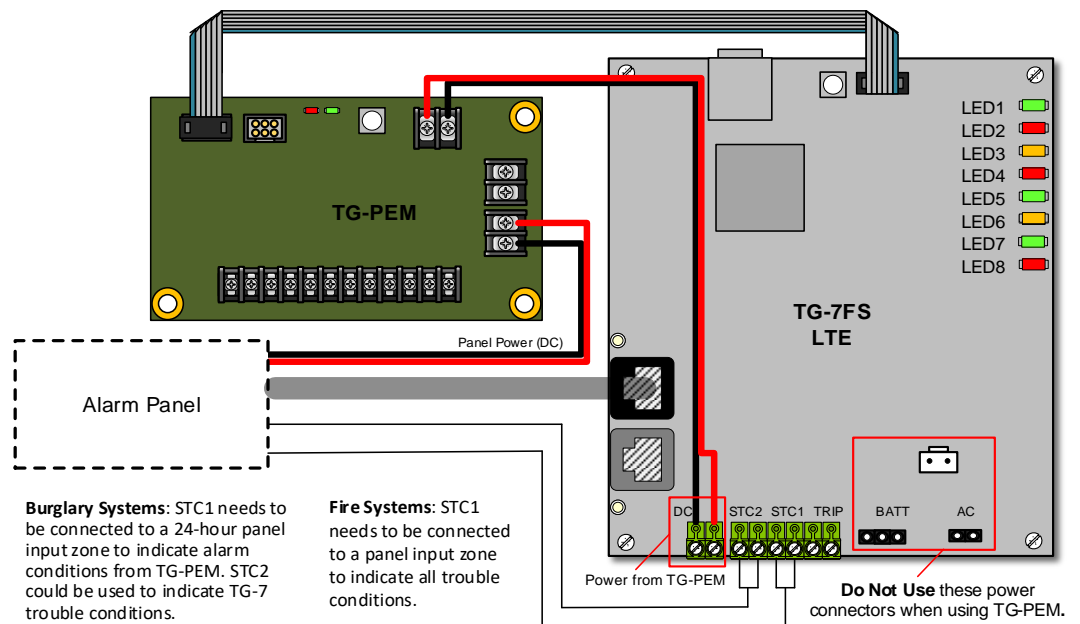 TG-PEM
LED1
LED2
LED3
LED4
LED5
LED6
LED7
LED8
TG-7FS
LTE
Panel Power (DC)
Alarm Panel
DC
STC2
STC1
TRIP
BATT
AC
Power from TG-PEM
Burglary Systems: STC1 needs to
be connected to a 24-hour panel
input zone to indicate alarm
conditions from TG-PEM. STC2
could be used to indicate TG-7
trouble conditions.
Fire Systems: STC1
needs to be connected
to a panel input zone
to indicate all trouble
conditions.
Do Not Use these power
connectors when using TG-PEM.